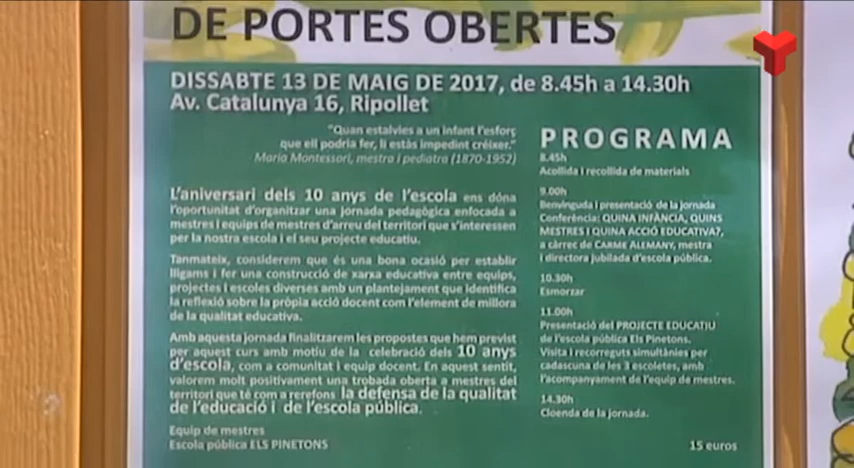 DE PORTES OBERTES
DISSABTE 13 DE MAIG DE 2017, de 8.45h a 14.30h
Av. Catalunya 16, Ripollet
"Quan estalvies a un infant l'esforç
que ell podria fer, li estàs impedint créixer."
Maria Montessori, mestra i pediatra (1870-1952)
L'aniversari dels 10 anys de l'escola ens dóna
l'oportunitat d'organitzar una jornada pedagògica enfocada a
mestres i equips de mestres d'arreu del territori que s'interessen
per la nostra escola i el seu projecte educatiu.
Tanmateix, considerem que és una bona ocasió per establir
lligams i fer una construcció de xarxa educativa entre equips,
projectes i escoles diverses amb un plantejament que identifica
la reflexió sobre la pròpia acció docent com l'element de millora
de la qualitat educativa.
Amb aquesta jornada finalitzarem les propostes que hem previst
per aquest curs amb motiu de la celebració dels 10 anys
d'escola, com a comunitat i equip docent. En aquest sentit,
valorem molt positivament una trobada oberta a mestres del
territori que té com a rerefons la defensa de la qualitat
de l'educació i de l'escola pública.
Equip de mestres
Escola pública ELS PINETONS
PROGRAMA
8.45h
Acollida i recollida de materials
9.00h
Benvinguda i presentació de la jornada
Conferència: QUINA INFÀNCIA, QUINS
MESTRES I QUINA ACCIÓ EDUCATIVA?,
a càrrec de CARME ALEMANY, mestra
i directora jubilada d'escola pública.
10.30h
Esmorzar
11.00h
Presentació del PROJECTE EDUCATIU
de l'escola pública Els Pinetons.
Visita i recorreguts simultànies per
cadascuna de les 3 escoletes, amb
l'acompanyament de l'equip de mestres.
14.30h
Cloenda de la jornada.
15 euros